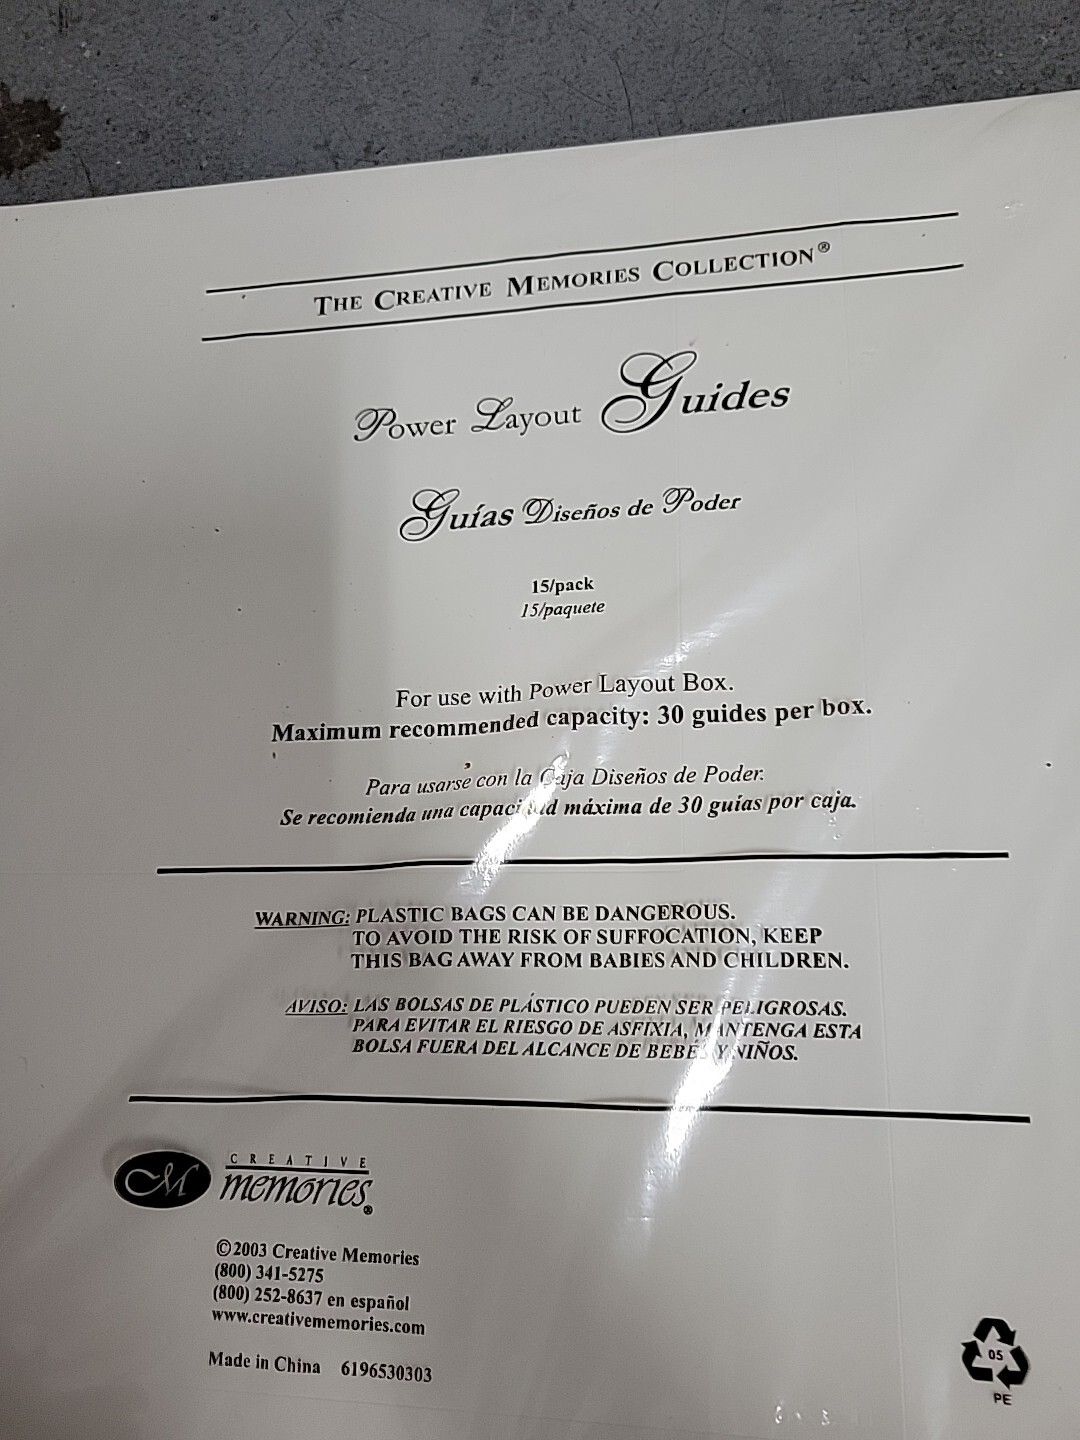 THE CREATIVE MEMORIES COLLECTION®
Power Layout Guides
Guías Diseños de Poder
15/pack
15/paquete
For use with Power Layout Box.
Maximum recommended capacity: 30 guides per box.
Para usarse con la Caja Diseños de Poder.
Se recomienda una capacidad máxima de 30 guías por caja.
WARNING: PLASTIC BAGS CAN BE DANGEROUS.
TO AVOID THE RISK OF SUFFOCATION, KEEP
THIS BAG AWAY FROM BABIES AND CHILDREN.
AVISO: LAS BOLSAS DE PLÁSTICO PUEDEN SER PELIGROSAS.
PARA EVITAR EL RIESGO DE ASFIXIA, MANTENGA ESTA
BOLSA FUERA DEL ALCANCE DE BEBÉS Y NIÑOS.
CM
CREATIVE
memories®
©2003 Creative Memories
(800) 341-5275
(800) 252-8637 en español
www.creativememories.com
Made in China 6196530303
05
PE